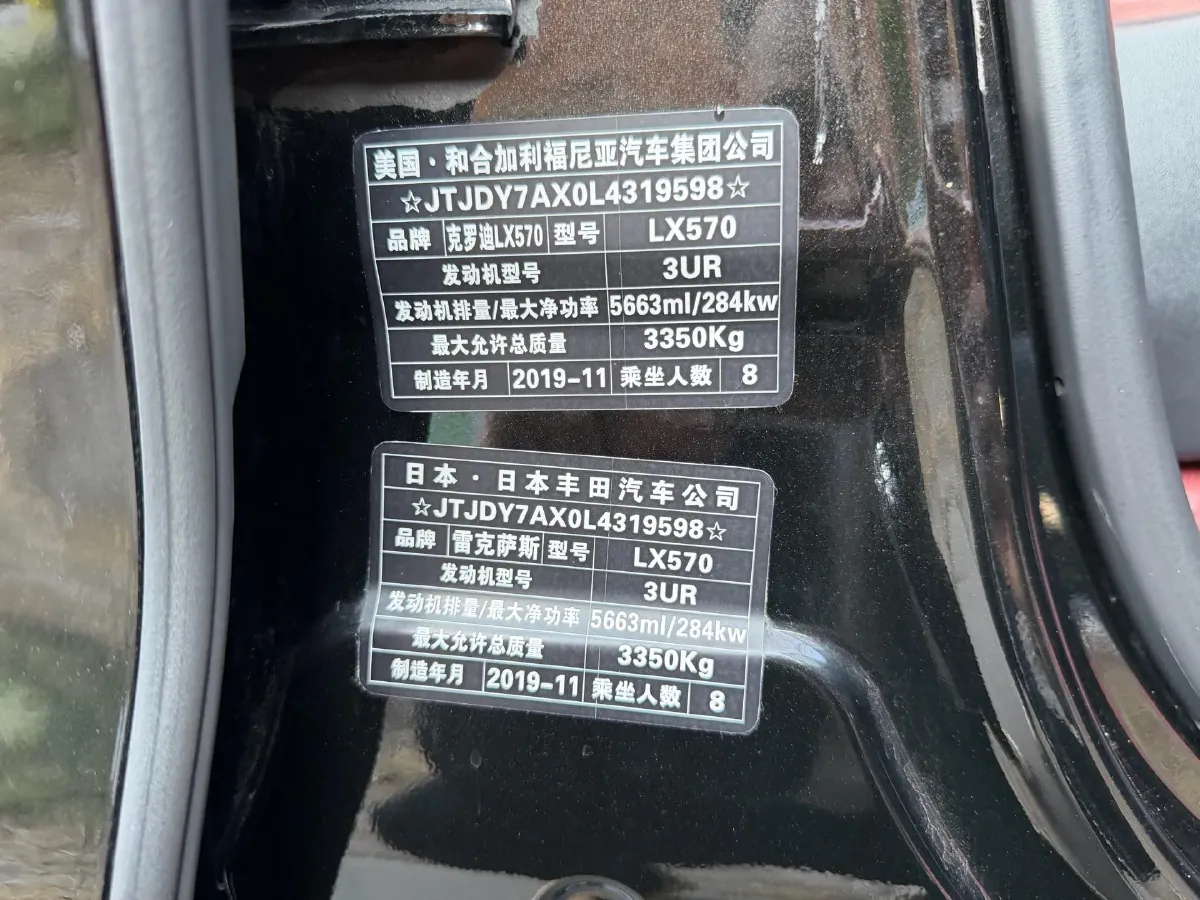 美国·和合加利福尼亚汽车集团公司
☆JTJDY7AX0L4319598☆
品牌 克罗迪LX570 型号 LX570
发动机型号 3UR
发动机排量/最大净功率 5663ml/284kw
最大允许总质量 3350Kg
制造年月 2019-11 乘坐人数 8
日本·日本丰田汽车公司
☆JTJDY7AX0L4319598☆
品牌 雷克萨斯 型号 LX570
发动机型号 3UR
发动机排量/最大净功率 5663ml/284kw
最大允许总质量 3350Kg
制造年月 2019-11 乘坐人数 8